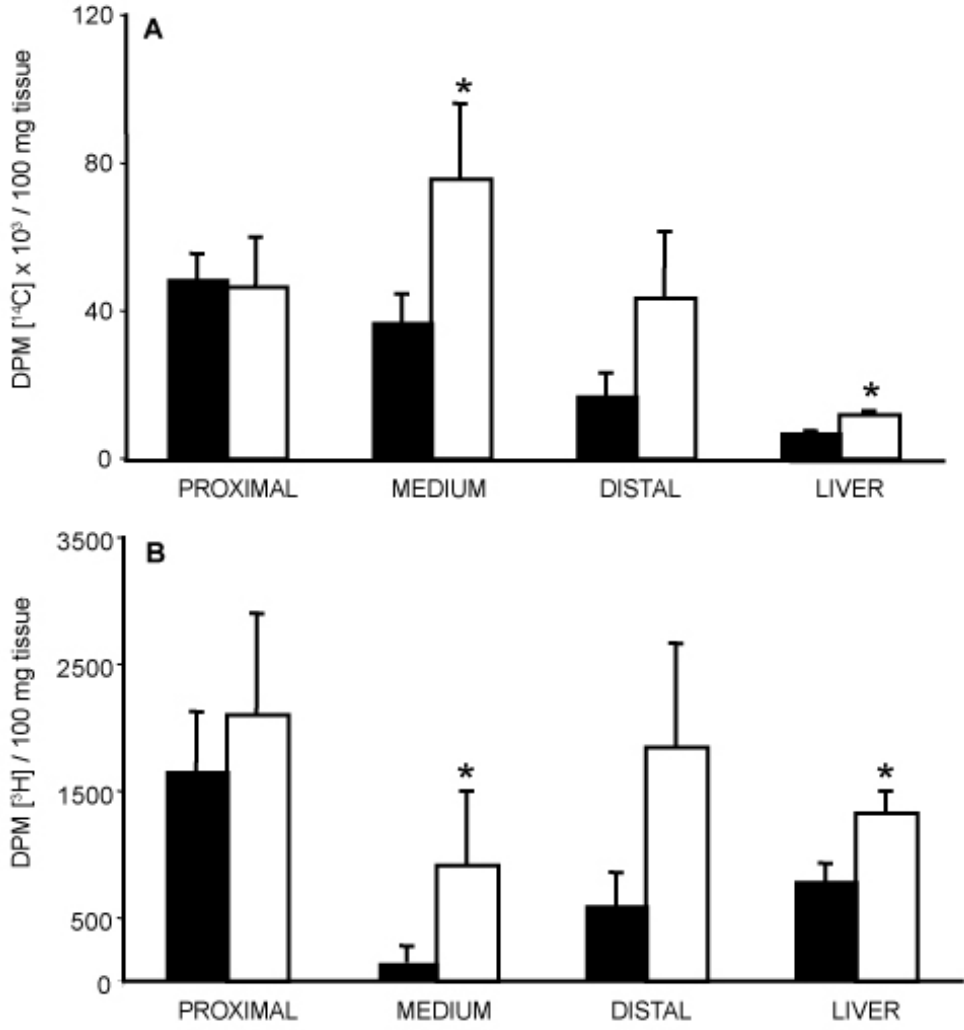 A
120
80
40
0
DPM [¹⁴C] x 10³ / 100 mg tissue
*
*
PROXIMAL MEDIUM DISTAL LIVER
B
3500
2500
1500
500
0
DPM [³H] / 100 mg tissue
*
*
PROXIMAL MEDIUM DISTAL LIVER